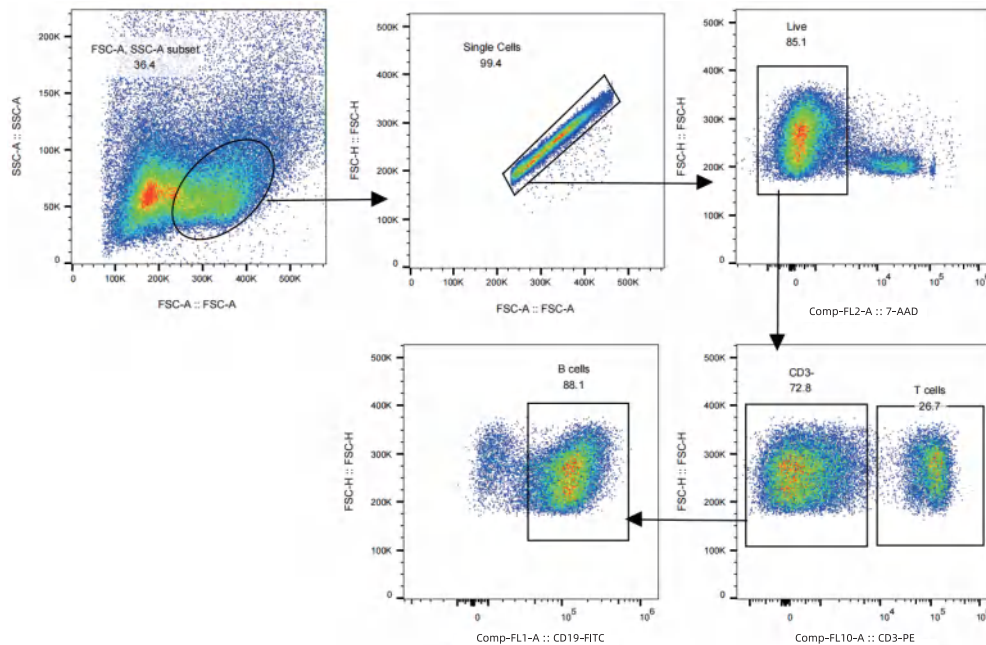 FSC-A, SSC-A subset
36.4
SSC-A :: SSC-A
200K
150K
100K
50K
0
0 100K 200K 300K 400K 500K
FSC-A :: FSC-A
Single Cells
99.4
FSC-H :: FSC-H
500K
400K
300K
200K
100K
0
0 100K 200K 300K 400K 500K
FSC-A :: FSC-A
Live
85.1
FSC-H :: FSC-H
500K
400K
300K
200K
100K
0
0 10^4 10^5
Comp-FL2-A :: 7-AAD
B cells
88.1
FSC-H :: FSC-H
500K
400K
300K
200K
100K
0
0 10^5 10^6
Comp-FL1-A :: CD19-FITC
CD3-
72.8
T cells
26.7
FSC-H :: FSC-H
500K
400K
300K
200K
100K
0
0 10^4 10^5
Comp-FL10-A :: CD3-PE